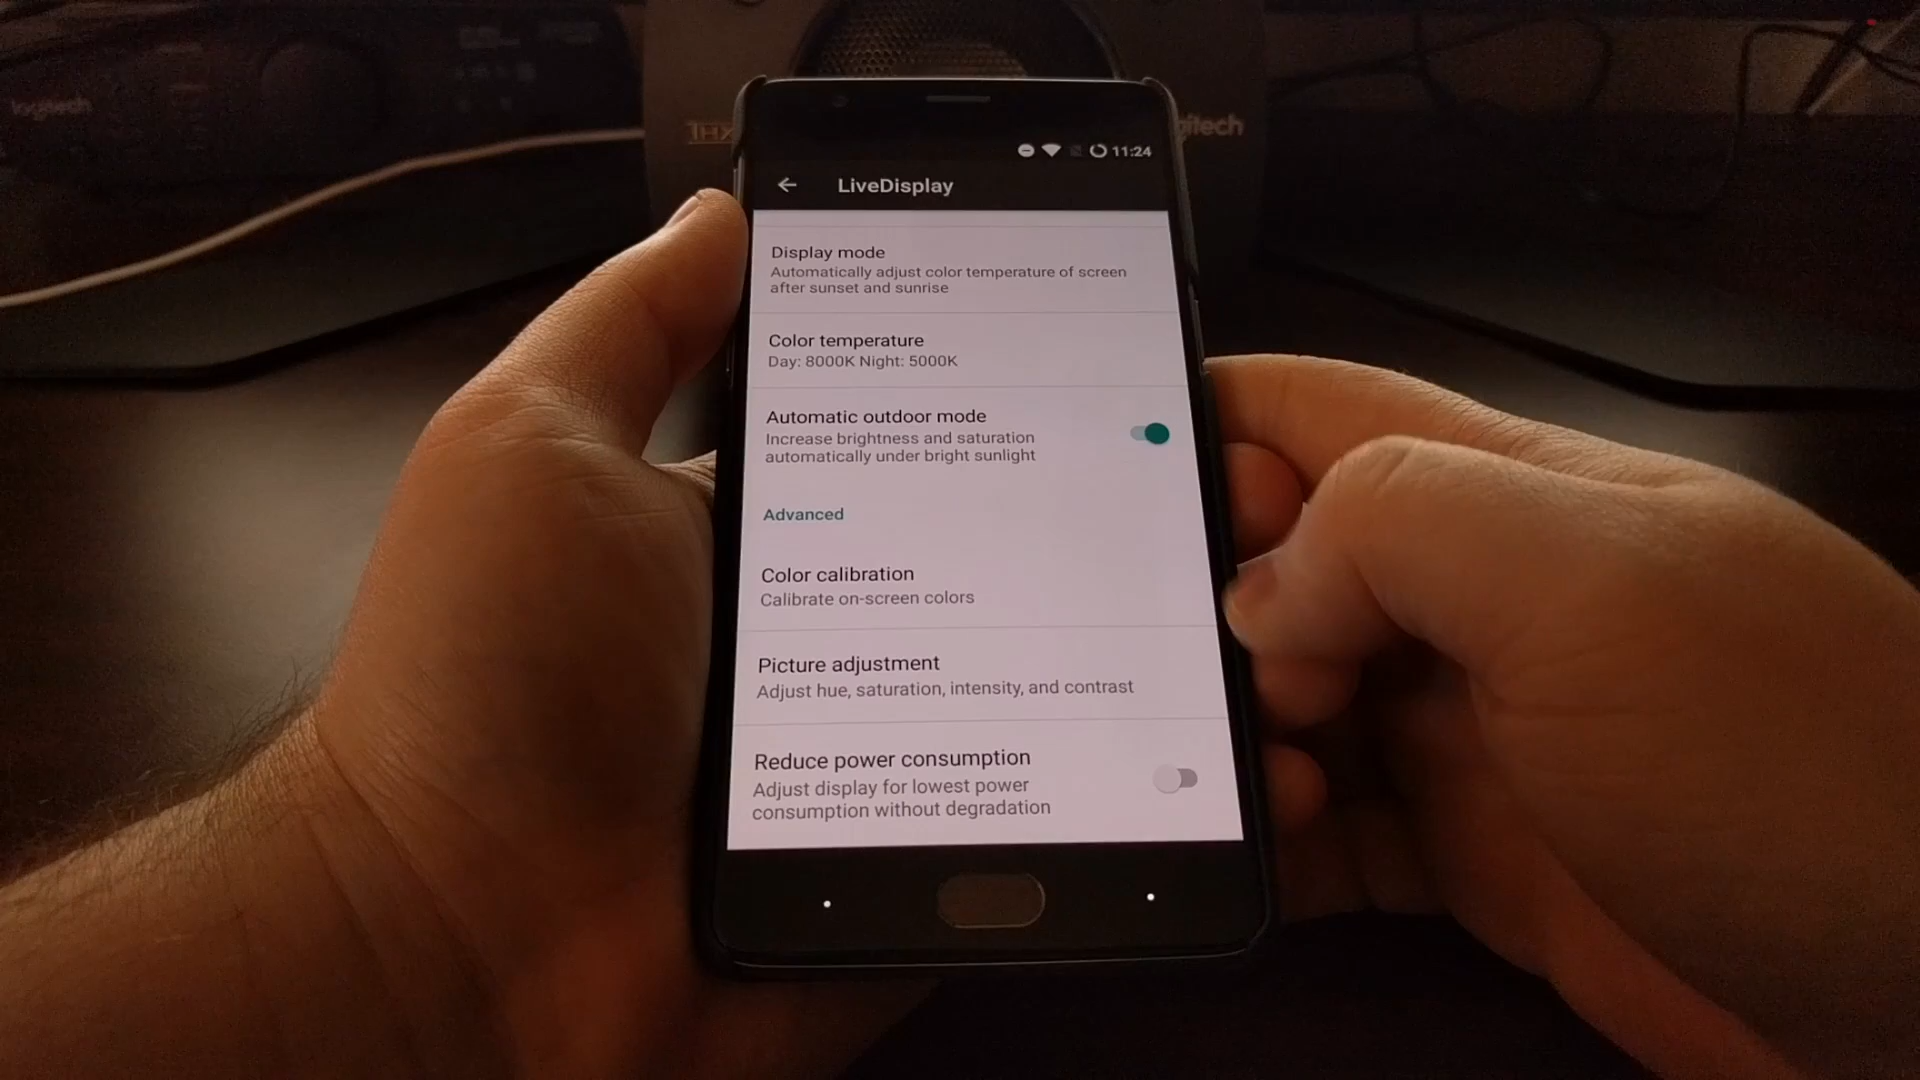 logitech
THX
gitech
11:24
LiveDisplay
Display mode
Automatically adjust color temperature of screen
after sunset and sunrise
Color temperature
Day: 8000K Night: 5000K
Automatic outdoor mode
Increase brightness and saturation
automatically under bright sunlight
Advanced
Color calibration
Calibrate on-screen colors
Picture adjustment
Adjust hue, saturation, intensity, and contrast
Reduce power consumption
Adjust display for lowest power
consumption without degradation